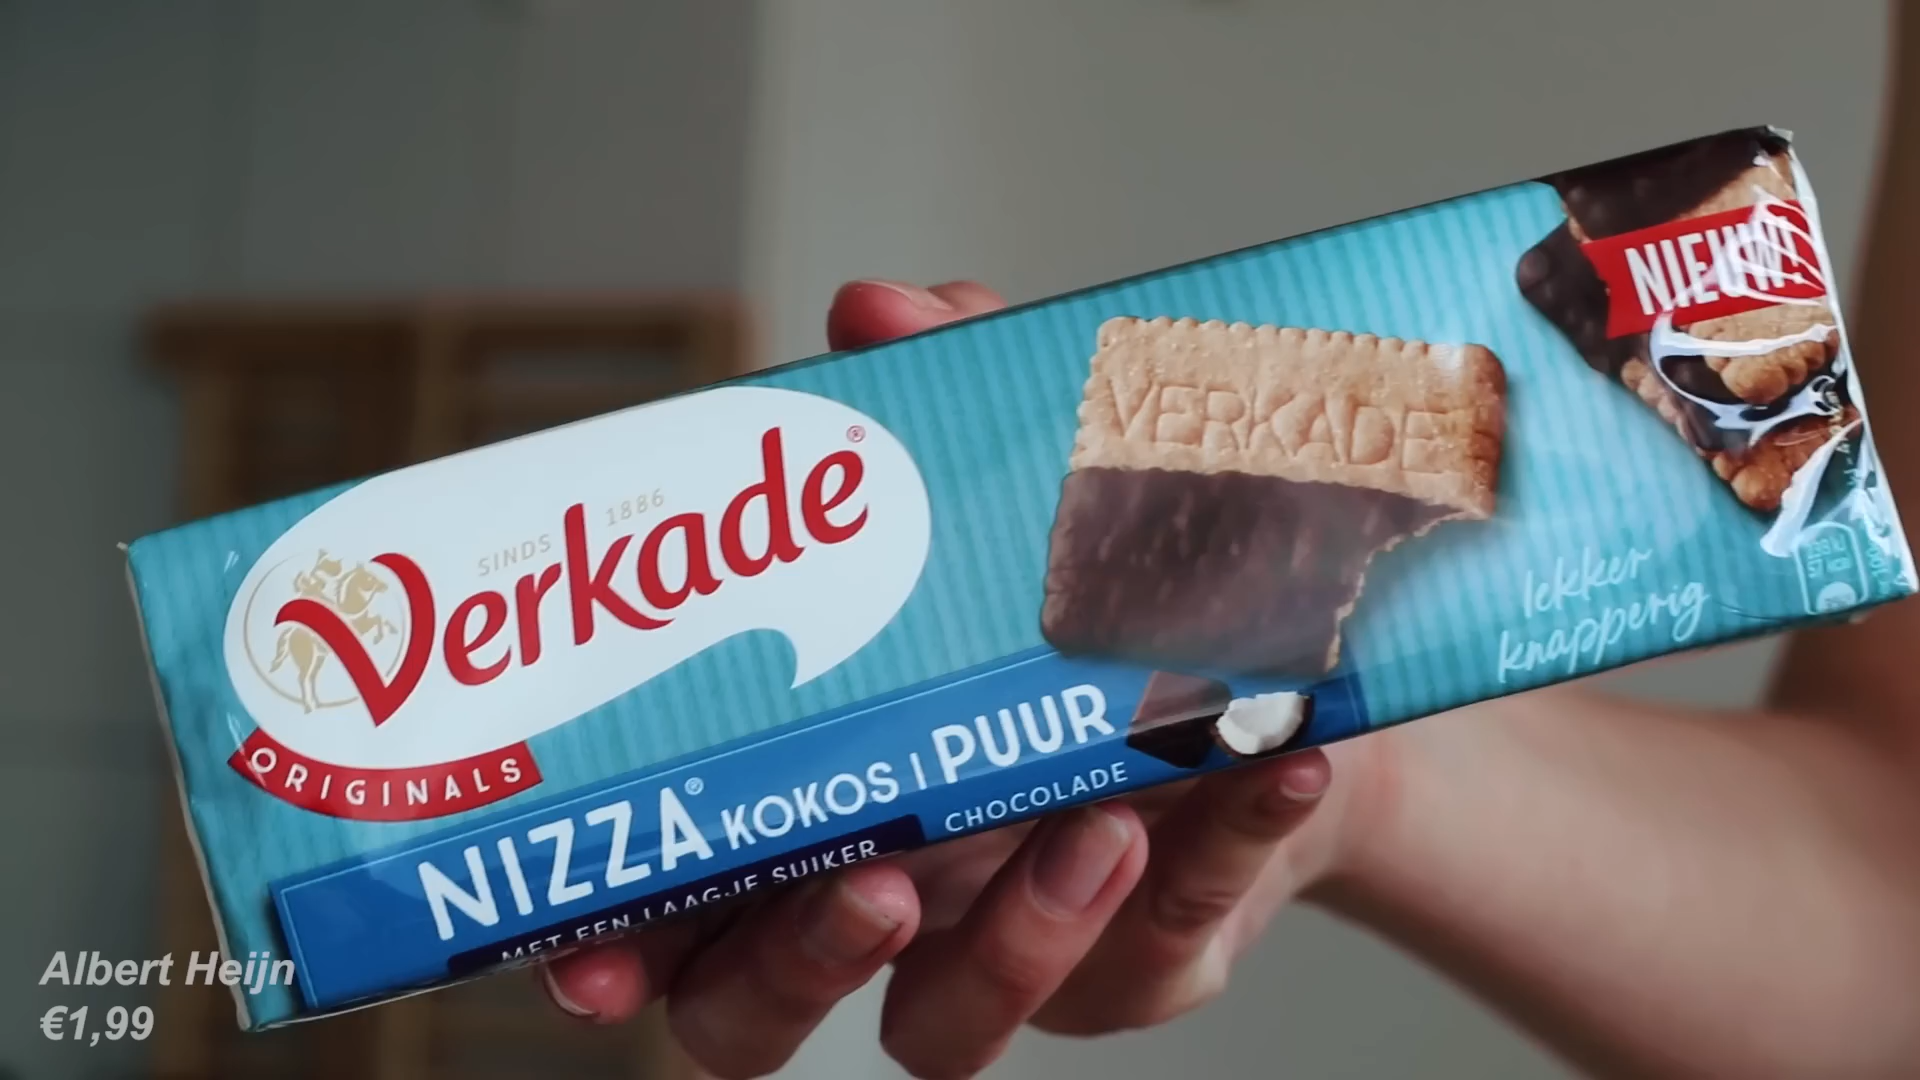 NIEUW!
VERKADE
SINDS 1886
Verkade®
ORIGINALS
lekker
knapperig
NIZZA® KOKOS | PUUR
CHOCOLADE
MET EEN LAAGJE SUIKER
Albert Heijn
€1,99